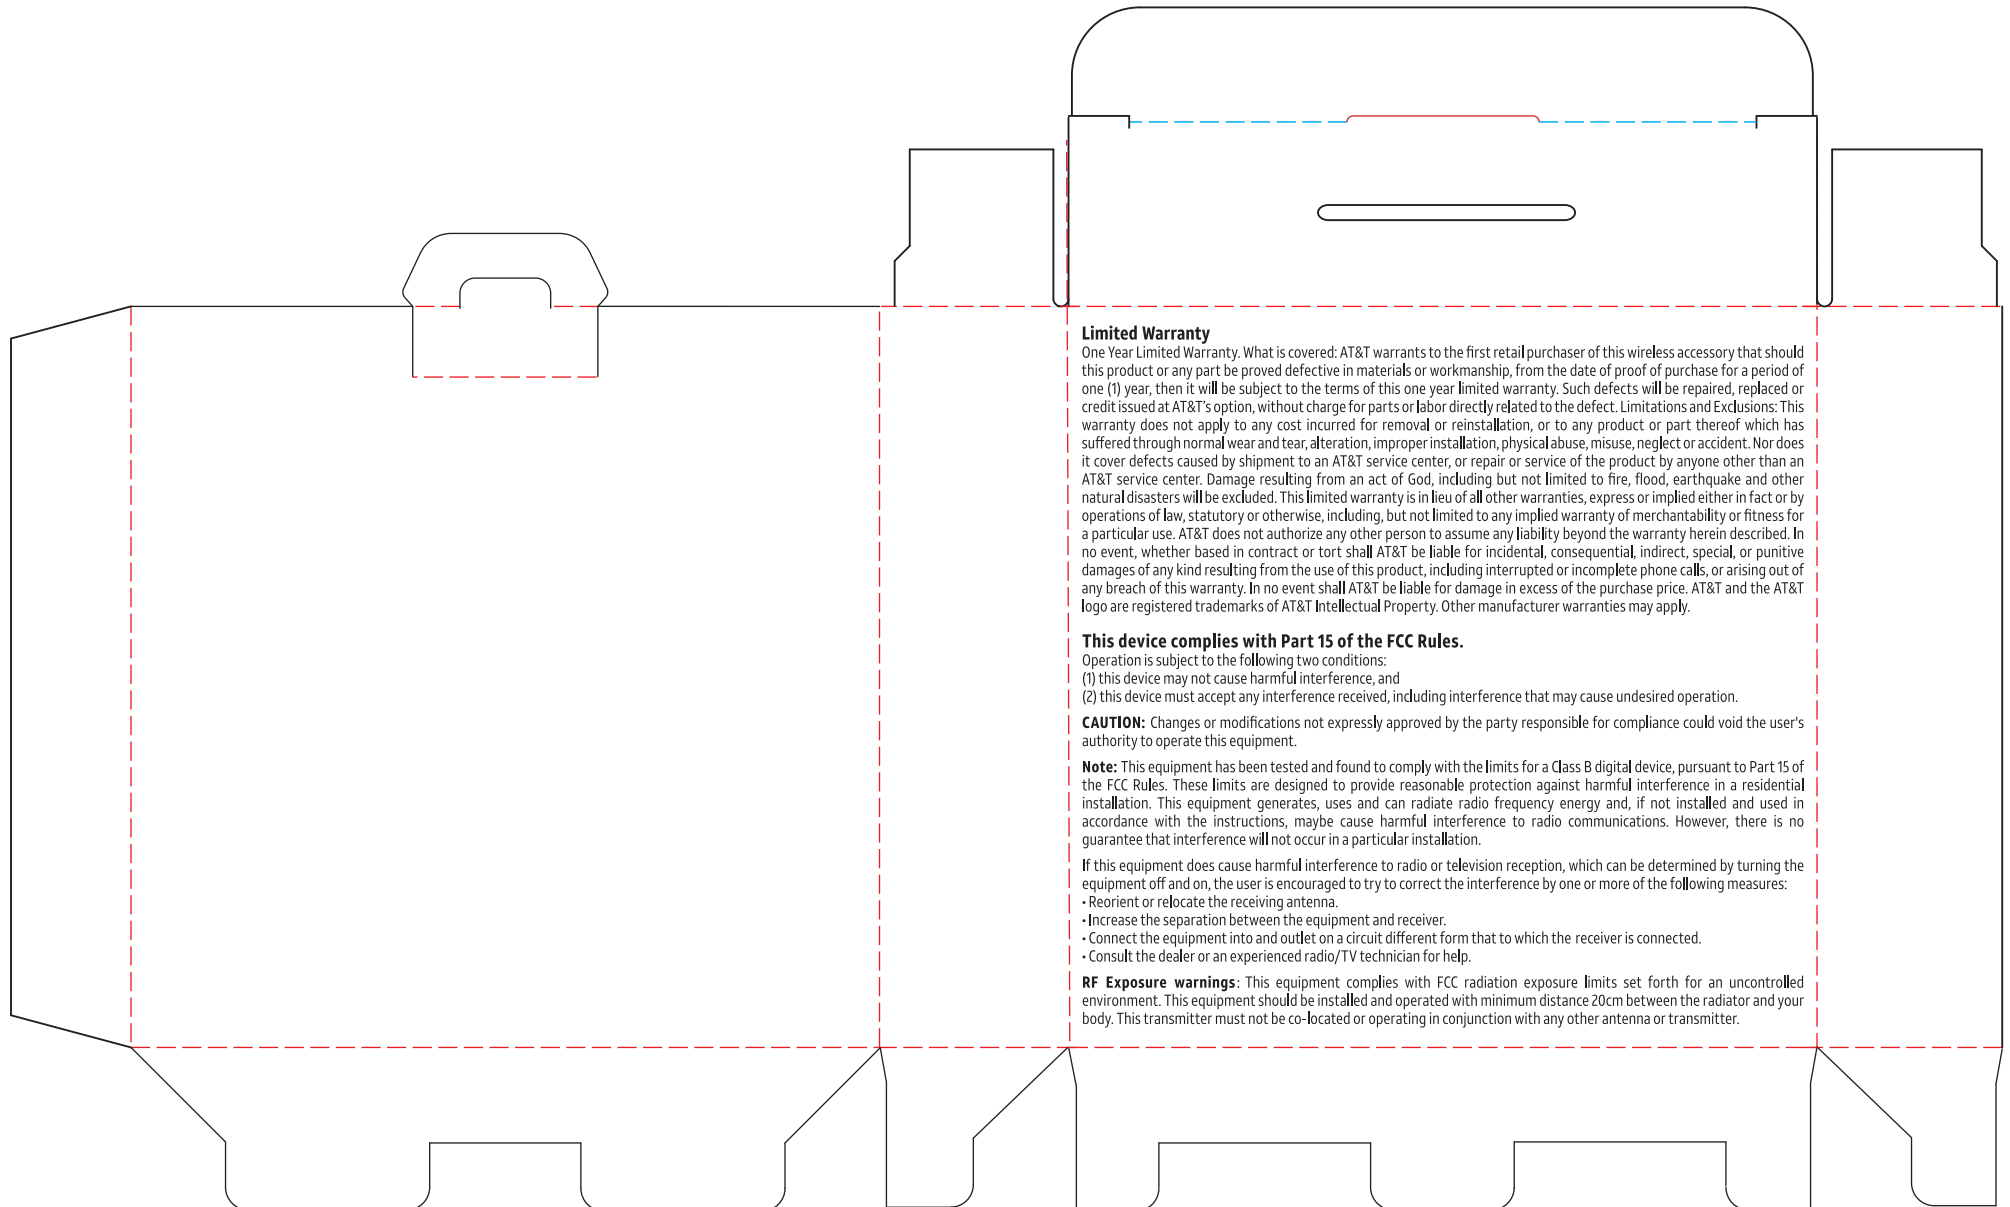 Limited Warranty
One Year Limited Warranty. What is covered: AT&T warrants to the first retail purchaser of this wireless accessory that should
this product or any part be proved defective in materials or workmanship, from the date of proof of purchase for a period of
one (1) year, then it will be subject to the terms of this one year limited warranty. Such defects will be repaired, replaced or
credit issued at AT&T's option, without charge for parts or labor directly related to the defect. Limitations and Exclusions: This
warranty does not apply to any cost incurred for removal or reinstallation, or to any product or part thereof which has
suffered through normal wear and tear, alteration, improper installation, physical abuse, misuse, neglect or accident. Nor does
it cover defects caused by shipment to an AT&T service center, or repair or service of the product by anyone other than an
AT&T service center. Damage resulting from an act of God, including but not limited to fire, flood, earthquake and other
natural disasters will be excluded. This limited warranty is in lieu of all other warranties, express or implied either in fact or by
operations of law, statutory or otherwise, including, but not limited to any implied warranty of merchantability or fitness for
a particular use. AT&T does not authorize any other person to assume any liability beyond the warranty herein described. In
no event, whether based in contract or tort shall AT&T be liable for incidental, consequential, indirect, special, or punitive
damages of any kind resulting from the use of this product, including interrupted or incomplete phone calls, or arising out of
any breach of this warranty. In no event shall AT&T be liable for damage in excess of the purchase price. AT&T and the AT&T
logo are registered trademarks of AT&T Intellectual Property. Other manufacturer warranties may apply.
This device complies with Part 15 of the FCC Rules.
Operation is subject to the following two conditions:
(1) this device may not cause harmful interference, and
(2) this device must accept any interference received, including interference that may cause undesired operation.
CAUTION: Changes or modifications not expressly approved by the party responsible for compliance could void the user's
authority to operate this equipment.
Note: This equipment has been tested and found to comply with the limits for a Class B digital device, pursuant to Part 15 of
the FCC Rules. These limits are designed to provide reasonable protection against harmful interference in a residential
installation. This equipment generates, uses and can radiate radio frequency energy and, if not installed and used in
accordance with the instructions, maybe cause harmful interference to radio communications. However, there is no
guarantee that interference will not occur in a particular installation.
If this equipment does cause harmful interference to radio or television reception, which can be determined by turning the
equipment off and on, the user is encouraged to try to correct the interference by one or more of the following measures:
• Reorient or relocate the receiving antenna.
• Increase the separation between the equipment and receiver.
• Connect the equipment into and outlet on a circuit different form that to which the receiver is connected.
• Consult the dealer or an experienced radio/TV technician for help.
RF Exposure warnings: This equipment complies with FCC radiation exposure limits set forth for an uncontrolled
environment. This equipment should be installed and operated with minimum distance 20cm between the radiator and your
body. This transmitter must not be co-located or operating in conjunction with any other antenna or transmitter.